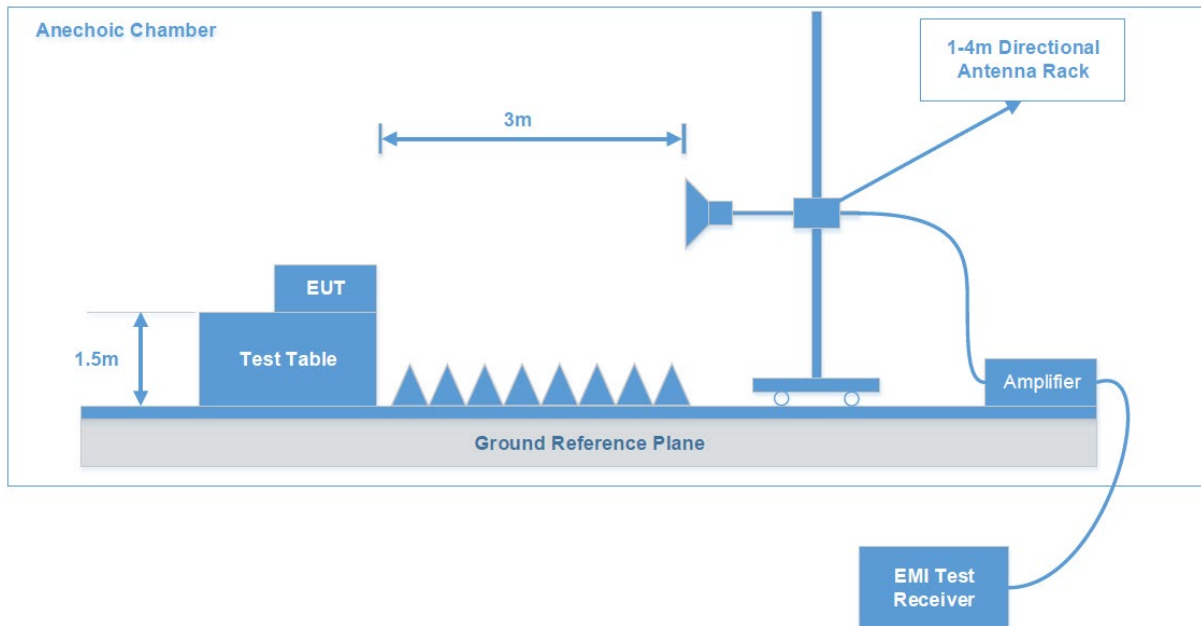 Anechoic Chamber
1-4m Directional
Antenna Rack
3m
EUT
1.5m
Test Table
Amplifier
Ground Reference Plane
EMI Test
Receiver